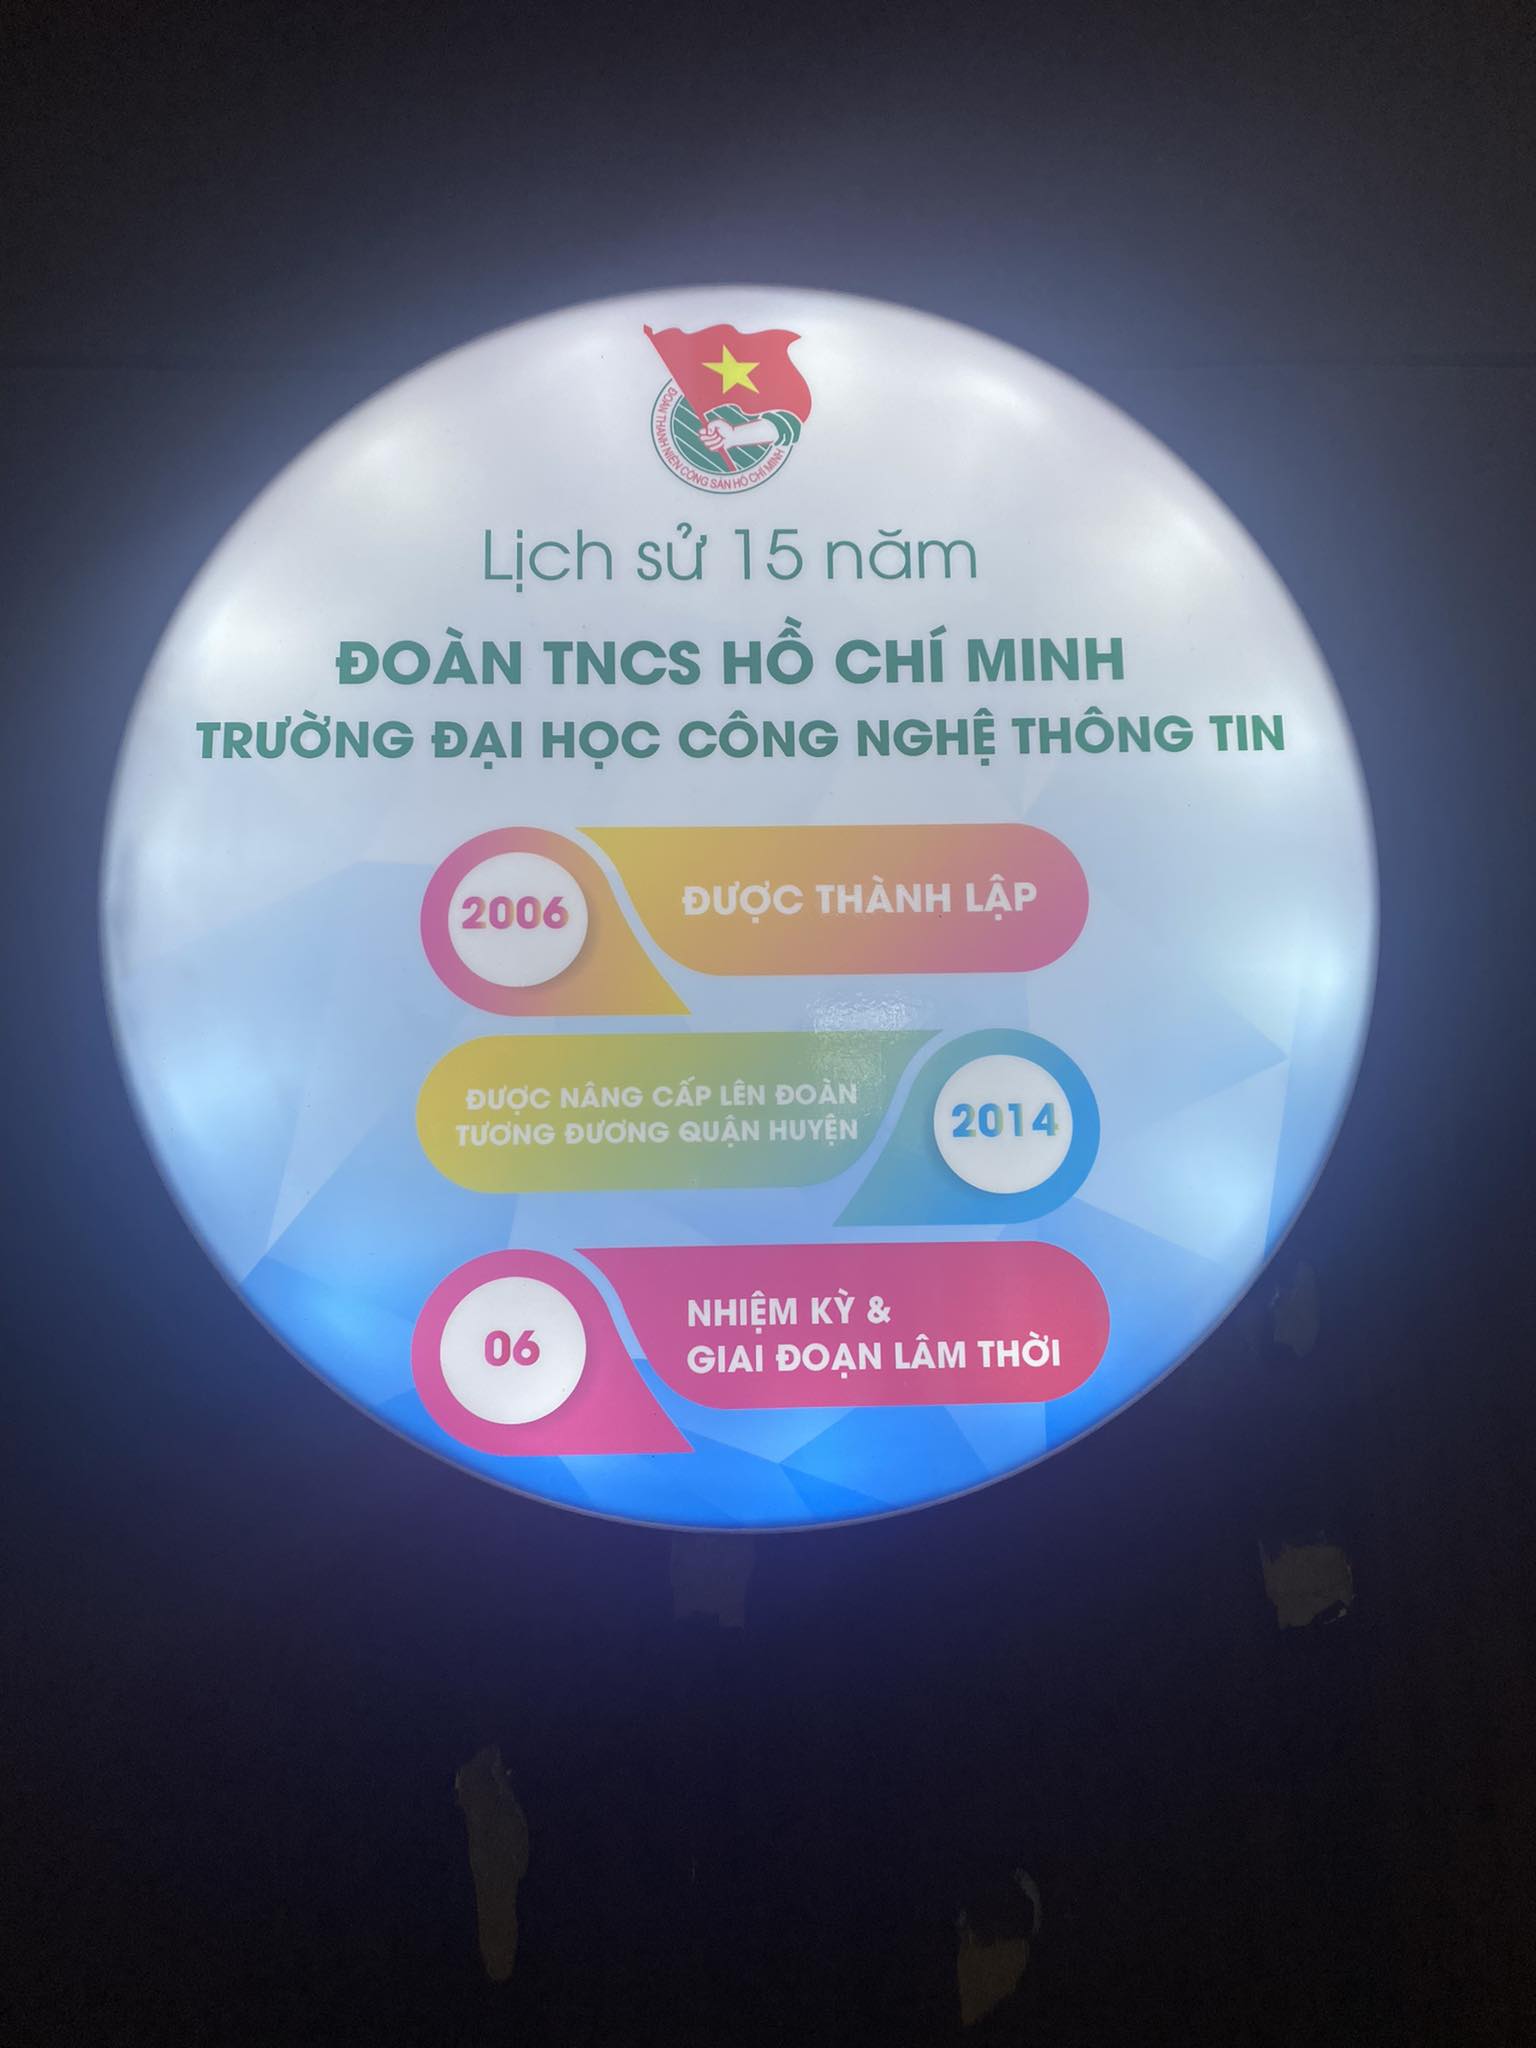 ĐOÀN THANH NIÊN CỘNG SẢN HỒ CHÍ MINH
Lịch sử 15 năm
ĐOÀN TNCS HỒ CHÍ MINH
TRƯỜNG ĐẠI HỌC CÔNG NGHỆ THÔNG TIN
2006
ĐƯỢC THÀNH LẬP
ĐƯỢC NÂNG CẤP LÊN ĐOÀN
TƯƠNG ĐƯƠNG QUẬN HUYỆN
2014
06
NHIỆM KỲ &
GIAI ĐOẠN LÂM THỜI